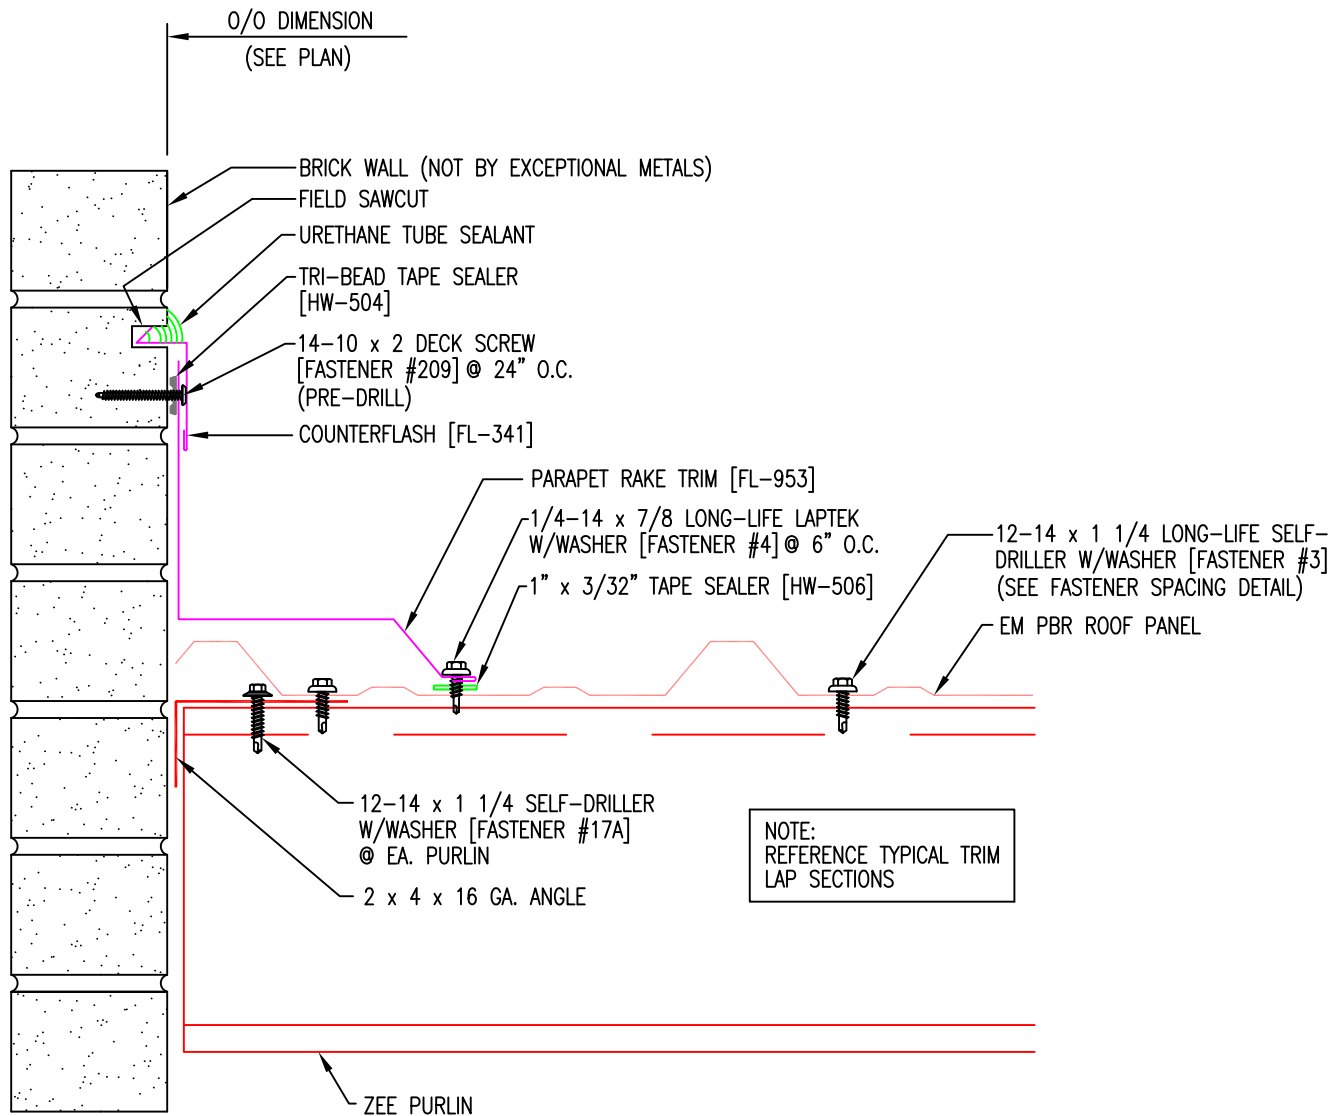 O/O DIMENSION
(SEE PLAN)
BRICK WALL (NOT BY EXCEPTIONAL METALS)
FIELD SAWCUT
URETHANE TUBE SEALANT
TRI-BEAD TAPE SEALER
[HW-504]
14-10 x 2 DECK SCREW
[FASTENER #209] @ 24" O.C.
(PRE-DRILL)
COUNTERFLASH [FL-341]
PARAPET RAKE TRIM [FL-953]
1/4-14 x 7/8 LONG-LIFE LAPTEK
W/WASHER [FASTENER #4] @ 6" O.C.
1" x 3/32" TAPE SEALER [HW-506]
12-14 x 1 1/4 LONG-LIFE SELF-
DRILLER W/WASHER [FASTENER #3]
(SEE FASTENER SPACING DETAIL)
EM PBR ROOF PANEL
12-14 x 1 1/4 SELF-DRILLER
W/WASHER [FASTENER #17A]
@ EA. PURLIN
2 x 4 x 16 GA. ANGLE
NOTE:
REFERENCE TYPICAL TRIM
LAP SECTIONS
ZEE PURLIN